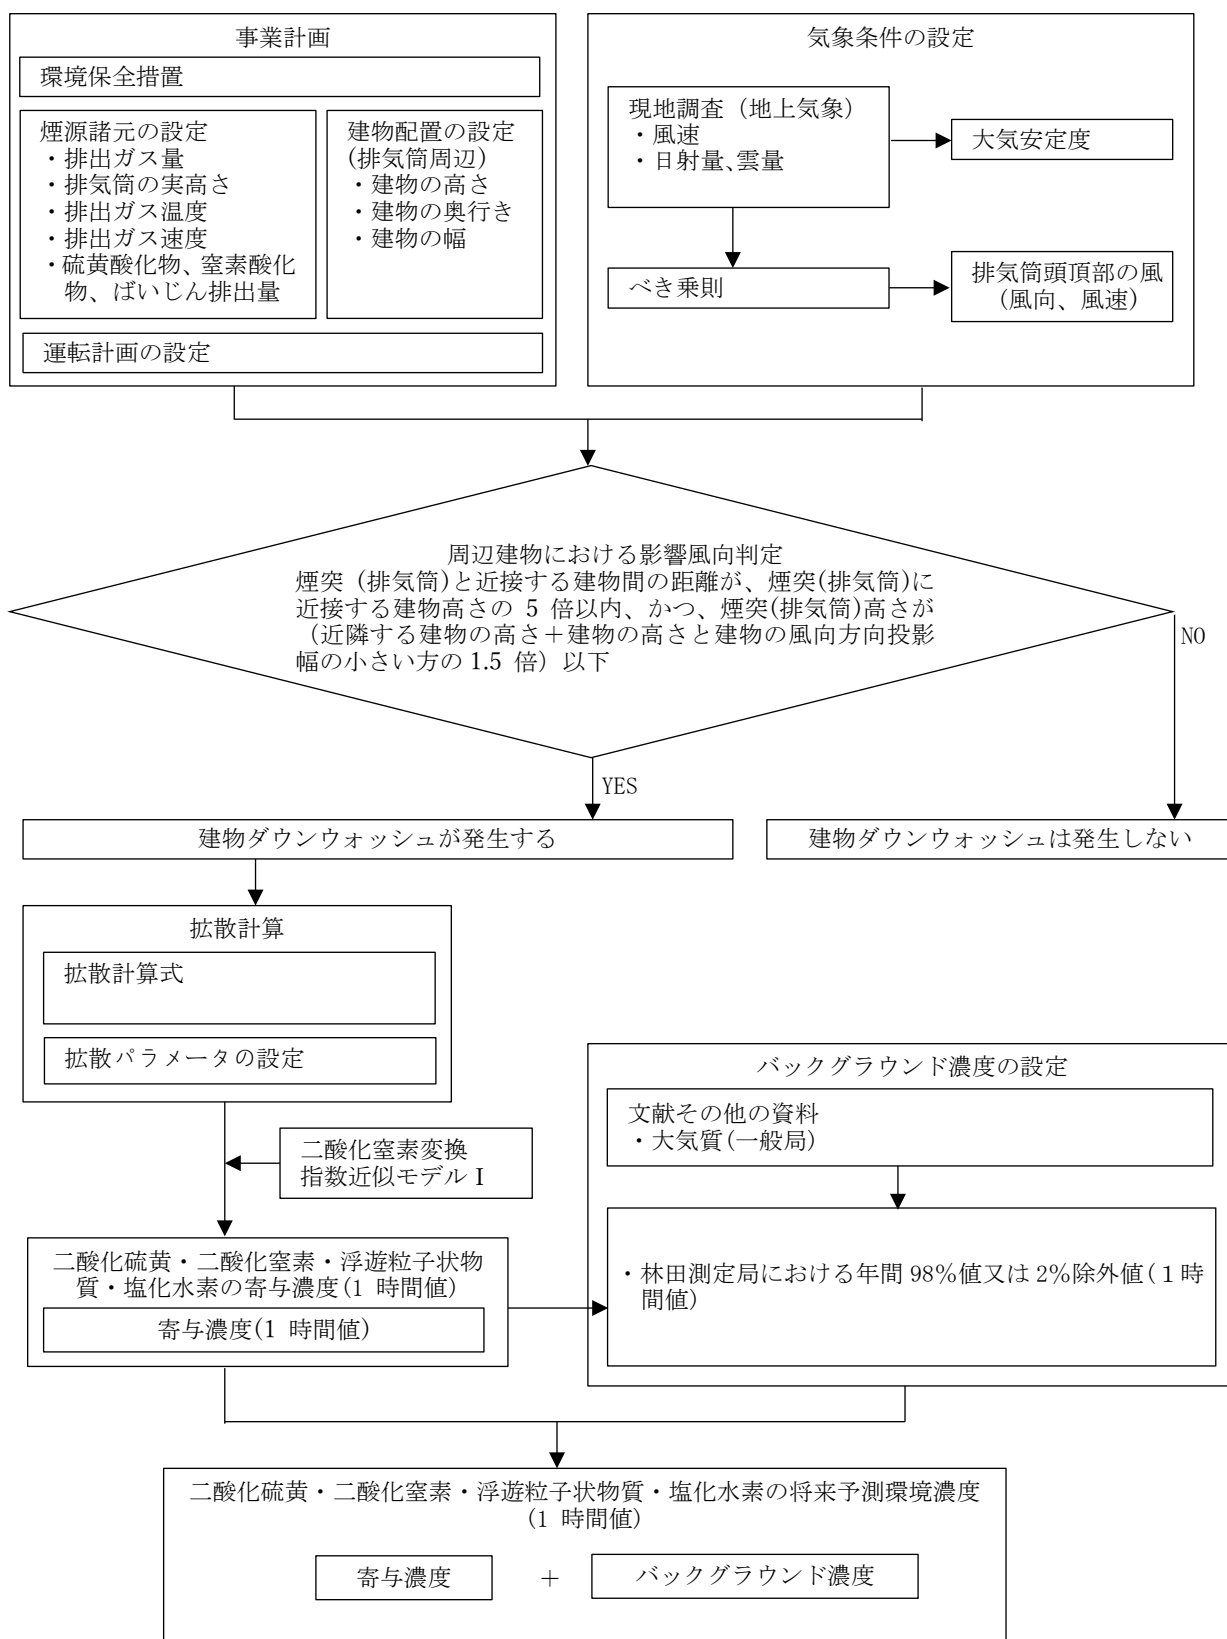 事業計画
環境保全措置
煙源諸元の設定
・排出ガス量
・排気筒の実高さ
・排出ガス温度
・排出ガス速度
・硫黄酸化物、窒素酸化
物、ばいじん排出量
建物配置の設定
(排気筒周辺)
・建物の高さ
・建物の奥行き
・建物の幅
運転計画の設定
気象条件の設定
現地調査（地上気象）
・風速
・日射量、雲量
大気安定度
べき乗則
排気筒頭頂部の風
（風向、風速）
周辺建物における影響風向判定
煙突（排気筒)と近接する建物間の距離が、煙突(排気筒)に
近接する建物高さの 5 倍以内、かつ、煙突(排気筒)高さが
（近隣する建物の高さ＋建物の高さと建物の風向方向投影
幅の小さい方の 1.5 倍）以下
NO
YES
建物ダウンウォッシュが発生する
建物ダウンウォッシュは発生しない
拡散計算
拡散計算式
拡散パラメータの設定
二酸化窒素変換
指数近似モデルⅠ
二酸化硫黄・二酸化窒素・浮遊粒子状物
質・塩化水素の寄与濃度(1 時間値)
寄与濃度(1 時間値)
バックグラウンド濃度の設定
文献その他の資料
・大気質(一般局)
・林田測定局における年間 98%値又は 2%除外値(１時
間値)
二酸化硫黄・二酸化窒素・浮遊粒子状物質・塩化水素の将来予測環境濃度
(1 時間値)
寄与濃度 ＋ バックグラウンド濃度